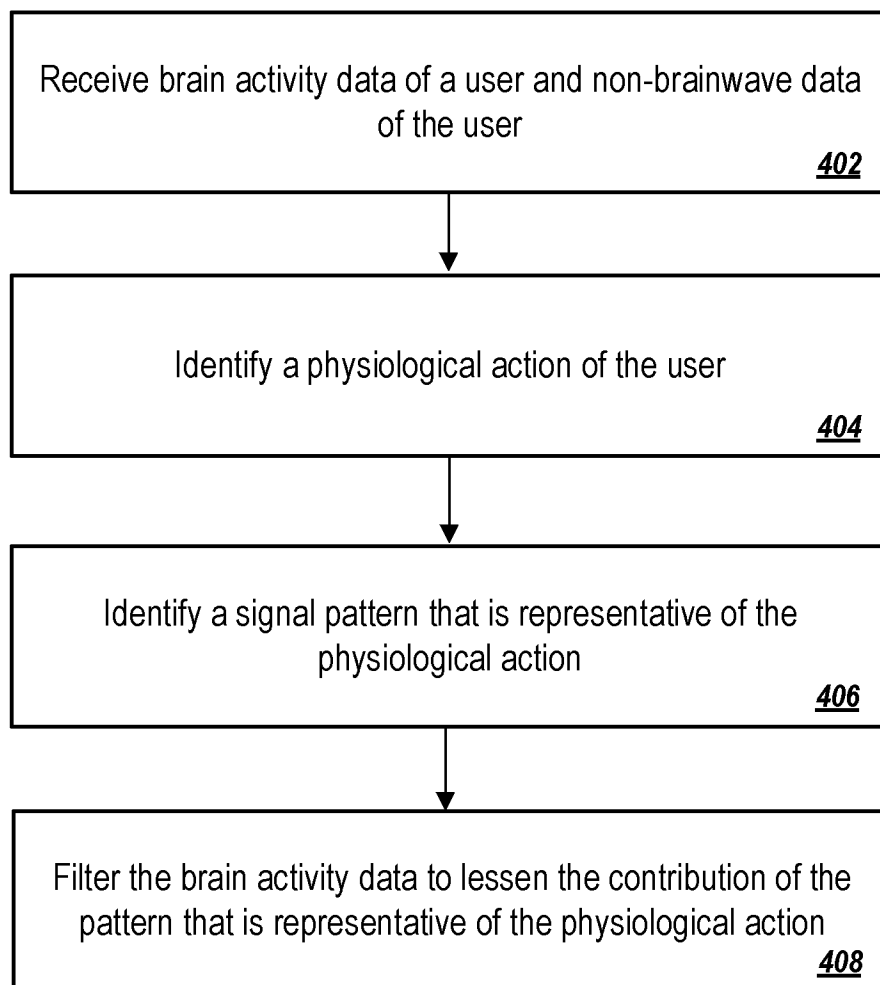 Receive brain activity data of a user and non-brainwave data
of the user
402
Identify a physiological action of the user
404
Identify a signal pattern that is representative of the
physiological action
406
Filter the brain activity data to lessen the contribution of the
pattern that is representative of the physiological action
408